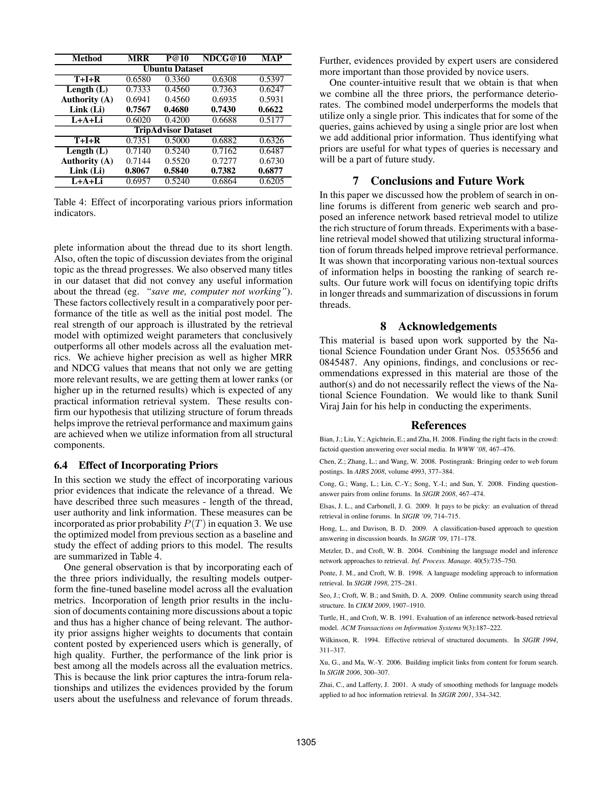 Method MRR P@10 NDCG@10 MAP
Ubuntu Dataset
T+I+R 0.6580 0.3360 0.6308 0.5397
Length (L) 0.7333 0.4560 0.7363 0.6247
Authority (A) 0.6941 0.4560 0.6935 0.5931
Link (Li) 0.7567 0.4680 0.7430 0.6622
L+A+Li 0.6020 0.4200 0.6688 0.5177
TripAdvisor Dataset
T+I+R 0.7351 0.5000 0.6882 0.6326
Length (L) 0.7140 0.5240 0.7162 0.6487
Authority (A) 0.7144 0.5520 0.7277 0.6730
Link (Li) 0.8067 0.5840 0.7382 0.6877
L+A+Li 0.6957 0.5240 0.6864 0.6205
Table 4: Effect of incorporating various priors information
indicators.
plete information about the thread due to its short length.
Also, often the topic of discussion deviates from the original
topic as the thread progresses. We also observed many titles
in our dataset that did not convey any useful information
about the thread (eg. “save me, computer not working”).
These factors collectively result in a comparatively poor per-
formance of the title as well as the initial post model. The
real strength of our approach is illustrated by the retrieval
model with optimized weight parameters that conclusively
outperforms all other models across all the evaluation met-
rics. We achieve higher precision as well as higher MRR
and NDCG values that means that not only we are getting
more relevant results, we are getting them at lower ranks (or
higher up in the returned results) which is expected of any
practical information retrieval system. These results con-
firm our hypothesis that utilizing structure of forum threads
helps improve the retrieval performance and maximum gains
are achieved when we utilize information from all structural
components.
6.4 Effect of Incorporating Priors
In this section we study the effect of incorporating various
prior evidences that indicate the relevance of a thread. We
have described three such measures - length of the thread,
user authority and link information. These measures can be
incorporated as prior probability P(T) in equation 3. We use
the optimized model from previous section as a baseline and
study the effect of adding priors to this model. The results
are summarized in Table 4.
One general observation is that by incorporating each of
the three priors individually, the resulting models outper-
form the fine-tuned baseline model across all the evaluation
metrics. Incorporation of length prior results in the inclu-
sion of documents containing more discussions about a topic
and thus has a higher chance of being relevant. The author-
ity prior assigns higher weights to documents that contain
content posted by experienced users which is generally, of
high quality. Further, the performance of the link prior is
best among all the models across all the evaluation metrics.
This is because the link prior captures the intra-forum rela-
tionships and utilizes the evidences provided by the forum
users about the usefulness and relevance of forum threads.
Further, evidences provided by expert users are considered
more important than those provided by novice users.
One counter-intuitive result that we obtain is that when
we combine all the three priors, the performance deterio-
rates. The combined model underperforms the models that
utilize only a single prior. This indicates that for some of the
queries, gains achieved by using a single prior are lost when
we add additional prior information. Thus identifying what
priors are useful for what types of queries is necessary and
will be a part of future study.
7 Conclusions and Future Work
In this paper we discussed how the problem of search in on-
line forums is different from generic web search and pro-
posed an inference network based retrieval model to utilize
the rich structure of forum threads. Experiments with a base-
line retrieval model showed that utilizing structural informa-
tion of forum threads helped improve retrieval performance.
It was shown that incorporating various non-textual sources
of information helps in boosting the ranking of search re-
sults. Our future work will focus on identifying topic drifts
in longer threads and summarization of discussions in forum
threads.
8 Acknowledgements
This material is based upon work supported by the Na-
tional Science Foundation under Grant Nos. 0535656 and
0845487. Any opinions, findings, and conclusions or rec-
ommendations expressed in this material are those of the
author(s) and do not necessarily reflect the views of the Na-
tional Science Foundation. We would like to thank Sunil
Viraj Jain for his help in conducting the experiments.
References
Bian, J.; Liu, Y.; Agichtein, E.; and Zha, H. 2008. Finding the right facts in the crowd:
factoid question answering over social media. In WWW ’08, 467–476.
Chen, Z.; Zhang, L.; and Wang, W. 2008. Postingrank: Bringing order to web forum
postings. In AIRS 2008, volume 4993, 377–384.
Cong, G.; Wang, L.; Lin, C.-Y.; Song, Y.-I.; and Sun, Y. 2008. Finding question-
answer pairs from online forums. In SIGIR 2008, 467–474.
Elsas, J. L., and Carbonell, J. G. 2009. It pays to be picky: an evaluation of thread
retrieval in online forums. In SIGIR ’09, 714–715.
Hong, L., and Davison, B. D. 2009. A classification-based approach to question
answering in discussion boards. In SIGIR ’09, 171–178.
Metzler, D., and Croft, W. B. 2004. Combining the language model and inference
network approaches to retrieval. Inf. Process. Manage. 40(5):735–750.
Ponte, J. M., and Croft, W. B. 1998. A language modeling approach to information
retrieval. In SIGIR 1998, 275–281.
Seo, J.; Croft, W. B.; and Smith, D. A. 2009. Online community search using thread
structure. In CIKM 2009, 1907–1910.
Turtle, H., and Croft, W. B. 1991. Evaluation of an inference network-based retrieval
model. ACM Transactions on Information Systems 9(3):187–222.
Wilkinson, R. 1994. Effective retrieval of structured documents. In SIGIR 1994,
311–317.
Xu, G., and Ma, W.-Y. 2006. Building implicit links from content for forum search.
In SIGIR 2006, 300–307.
Zhai, C., and Lafferty, J. 2001. A study of smoothing methods for language models
applied to ad hoc information retrieval. In SIGIR 2001, 334–342.
1305